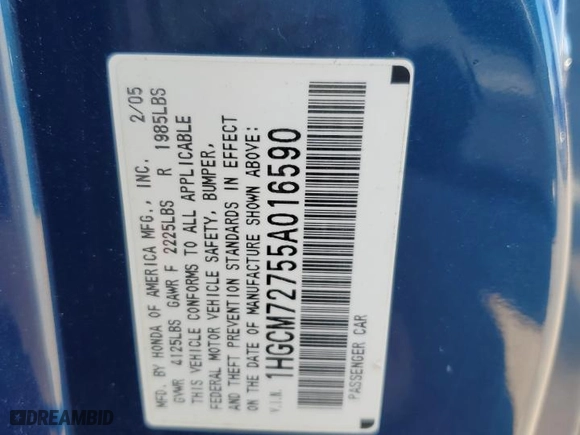 MFD. BY HONDA OF AMERICA MFG., INC. 2/05
GVWR 4125LBS GAWR F 2225LBS R 1985LBS
THIS VEHICLE CONFORMS TO ALL APPLICABLE
FEDERAL MOTOR VEHICLE SAFETY, BUMPER,
AND THEFT PREVENTION STANDARDS IN EFFECT
ON THE DATE OF MANUFACTURE SHOWN ABOVE:
V.I.N. 1HGCM72755A016590
PASSENGER CAR
DREAMBID